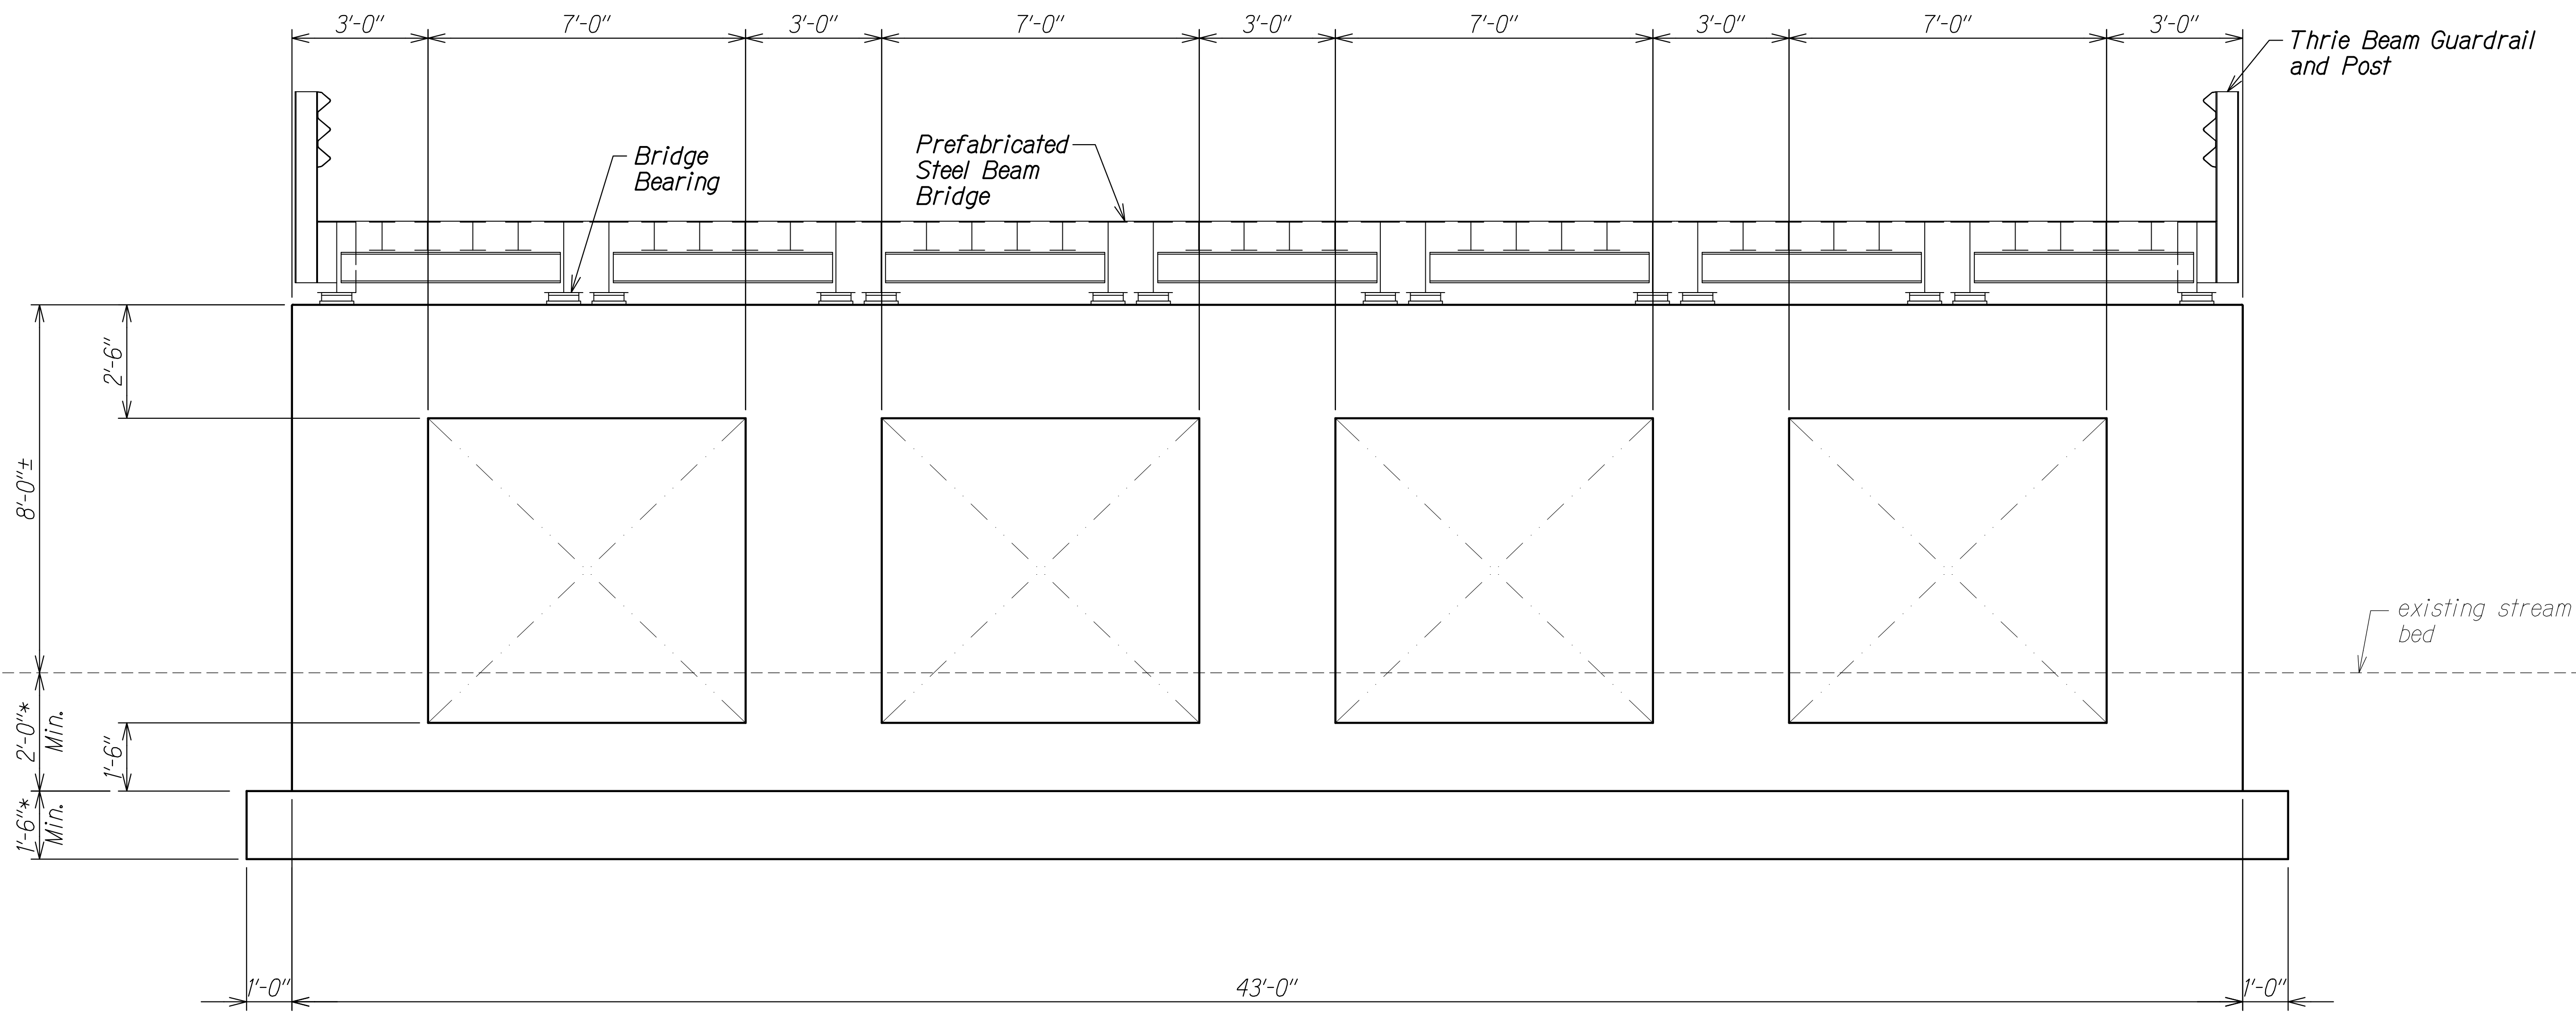 3'-0" 7'-0" 3'-0" 7'-0" 3'-0" 7'-0" 3'-0" 7'-0" 3'-0"
Thrie Beam Guardrail
and Post
Bridge
Bearing
Prefabricated
Steel Beam
Bridge
2'-6"
8'-0"±
existing stream
bed
2'-0"*
Min.
1'-6"
1'-6"*
Min.
1'-0" 43'-0" 1'-0"